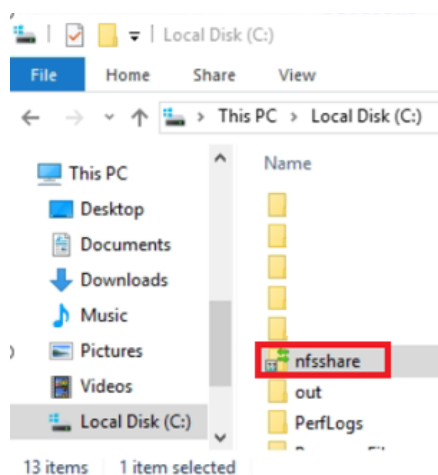 Local Disk (C:)
File Home Share View
This PC > Local Disk (C:)
Name
This PC
Desktop
Documents
Downloads
Music
Pictures
nfsshare
Videos
out
Local Disk (C:)
PerfLogs
13 items 1 item selected